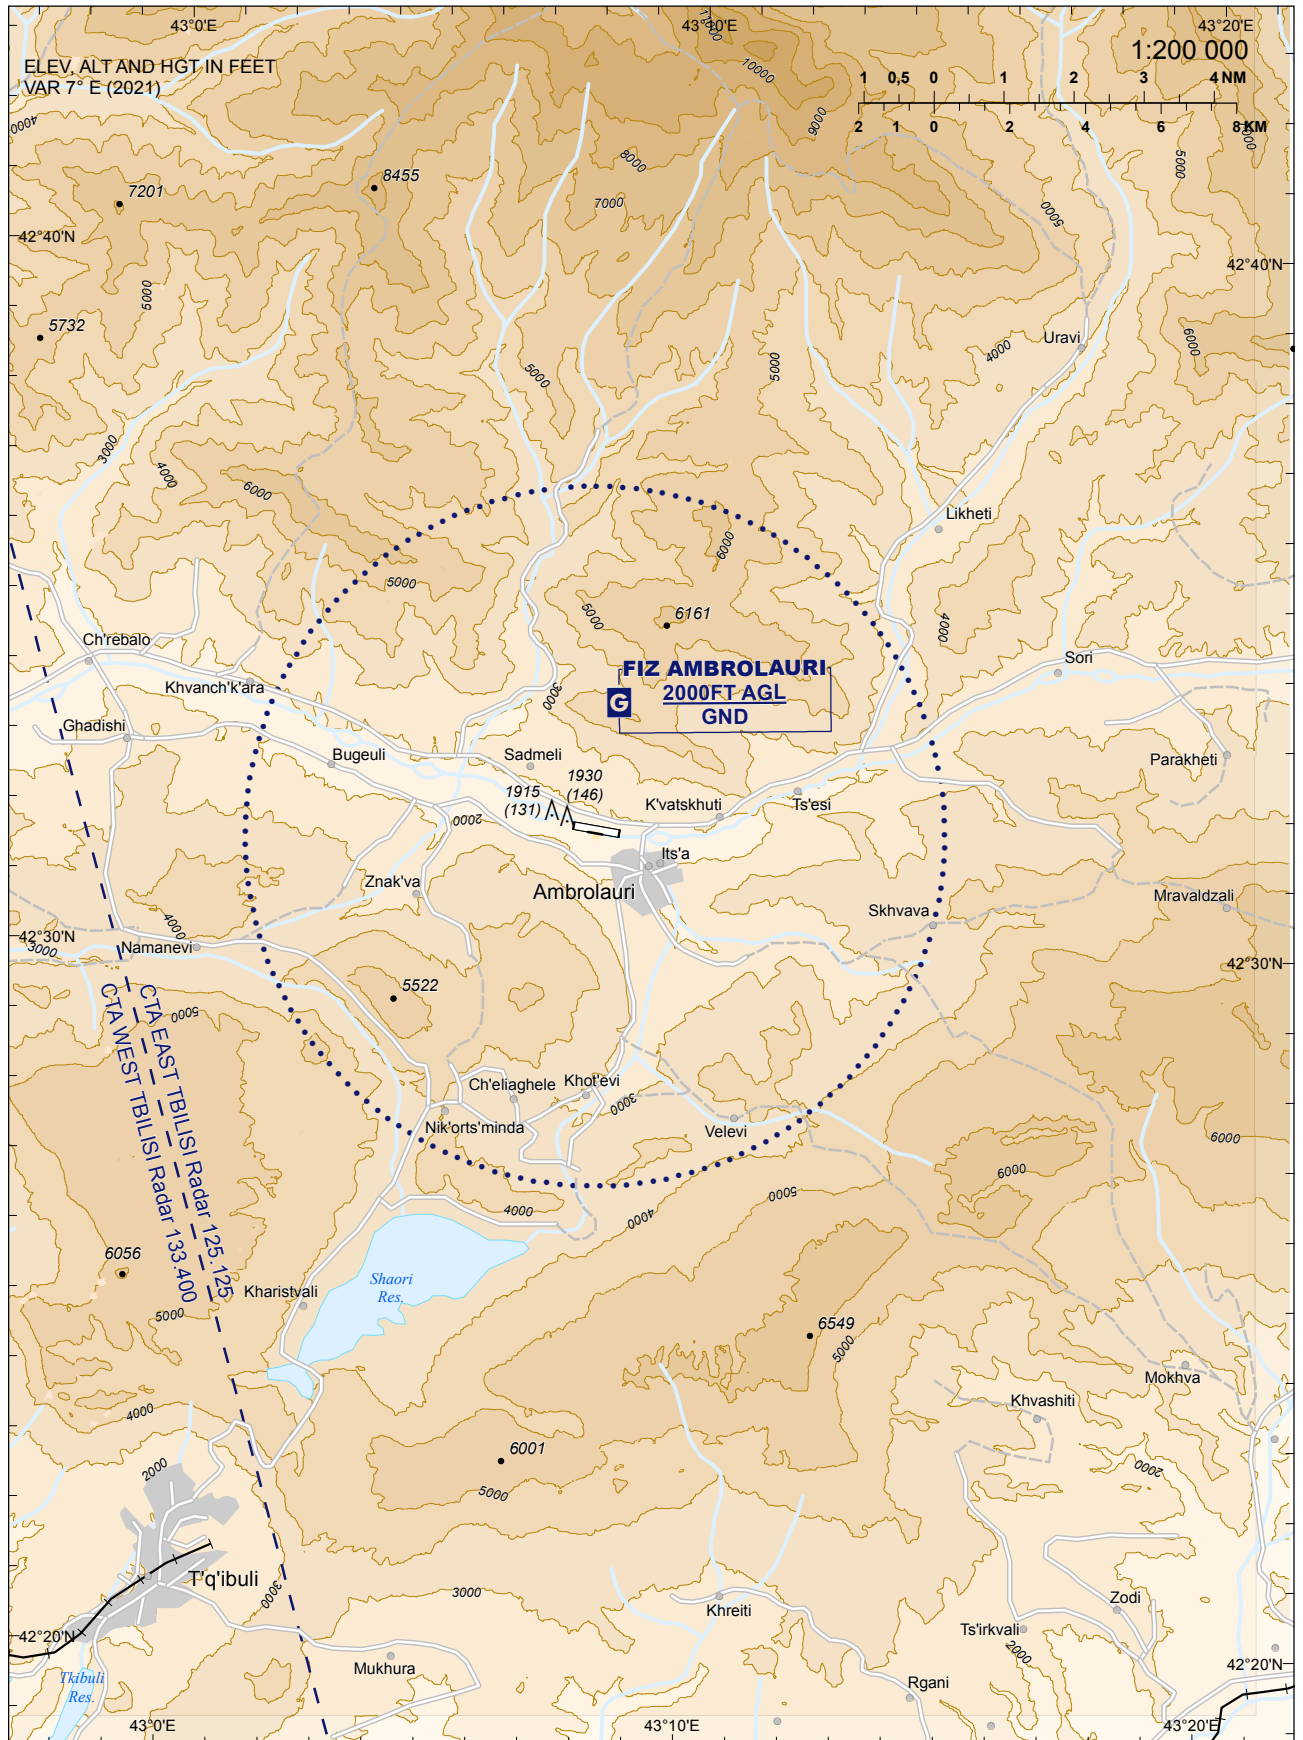 43°0'E
43°10'E
43°20'E
1:200 000
ELEV, ALT AND HGT IN FEET
VAR 7° E (2021)
1 0,5 0 1 2 3 4 NM
2 1 0 2 4 6 8 KM
11000
10000
9000
4000
8000
5000
8455
7201
7000
5000
42°40'N
42°40'N
5000
5732
6000
Uravi
4000
5000
5000
3000
4000
6000
Likheti
6000
5000
5000
6161
4000
Ch'rebalo
Sori
FIZ AMBROLAURI
2000FT AGL
G
GND
Khvanch'k'ara
3000
Ghadishi
Bugeuli
Sadmeli
Parakheti
1930
(146)
1915
(131)
K'vatskhuti
Ts'esi
2000
Its'a
Znak'va
Ambrolauri
Mravaldzali
Skhvava
4000
42°30'N
3000
Namanevi
42°30'N
5522
5000
CTA EAST TBILISI Radar 125.125
CTA WEST TBILISI Radar 133.400
Ch'eliaghele
Khot'evi
3000
Nik'orts'minda
Velevi
6000
6000
5000
4000
4000
6056
Shaori
Res.
Kharistvali
5000
6549
5000
Mokhva
Khvashiti
4000
6001
2000
2000
5000
T'q'ibuli
3000
3000
Khreiti
Zodi
Ts'irkvali
2000
42°20'N
42°20'N
Mukhura
Tkibuli
Res.
Rgani
43°0'E
43°10'E
43°20'E